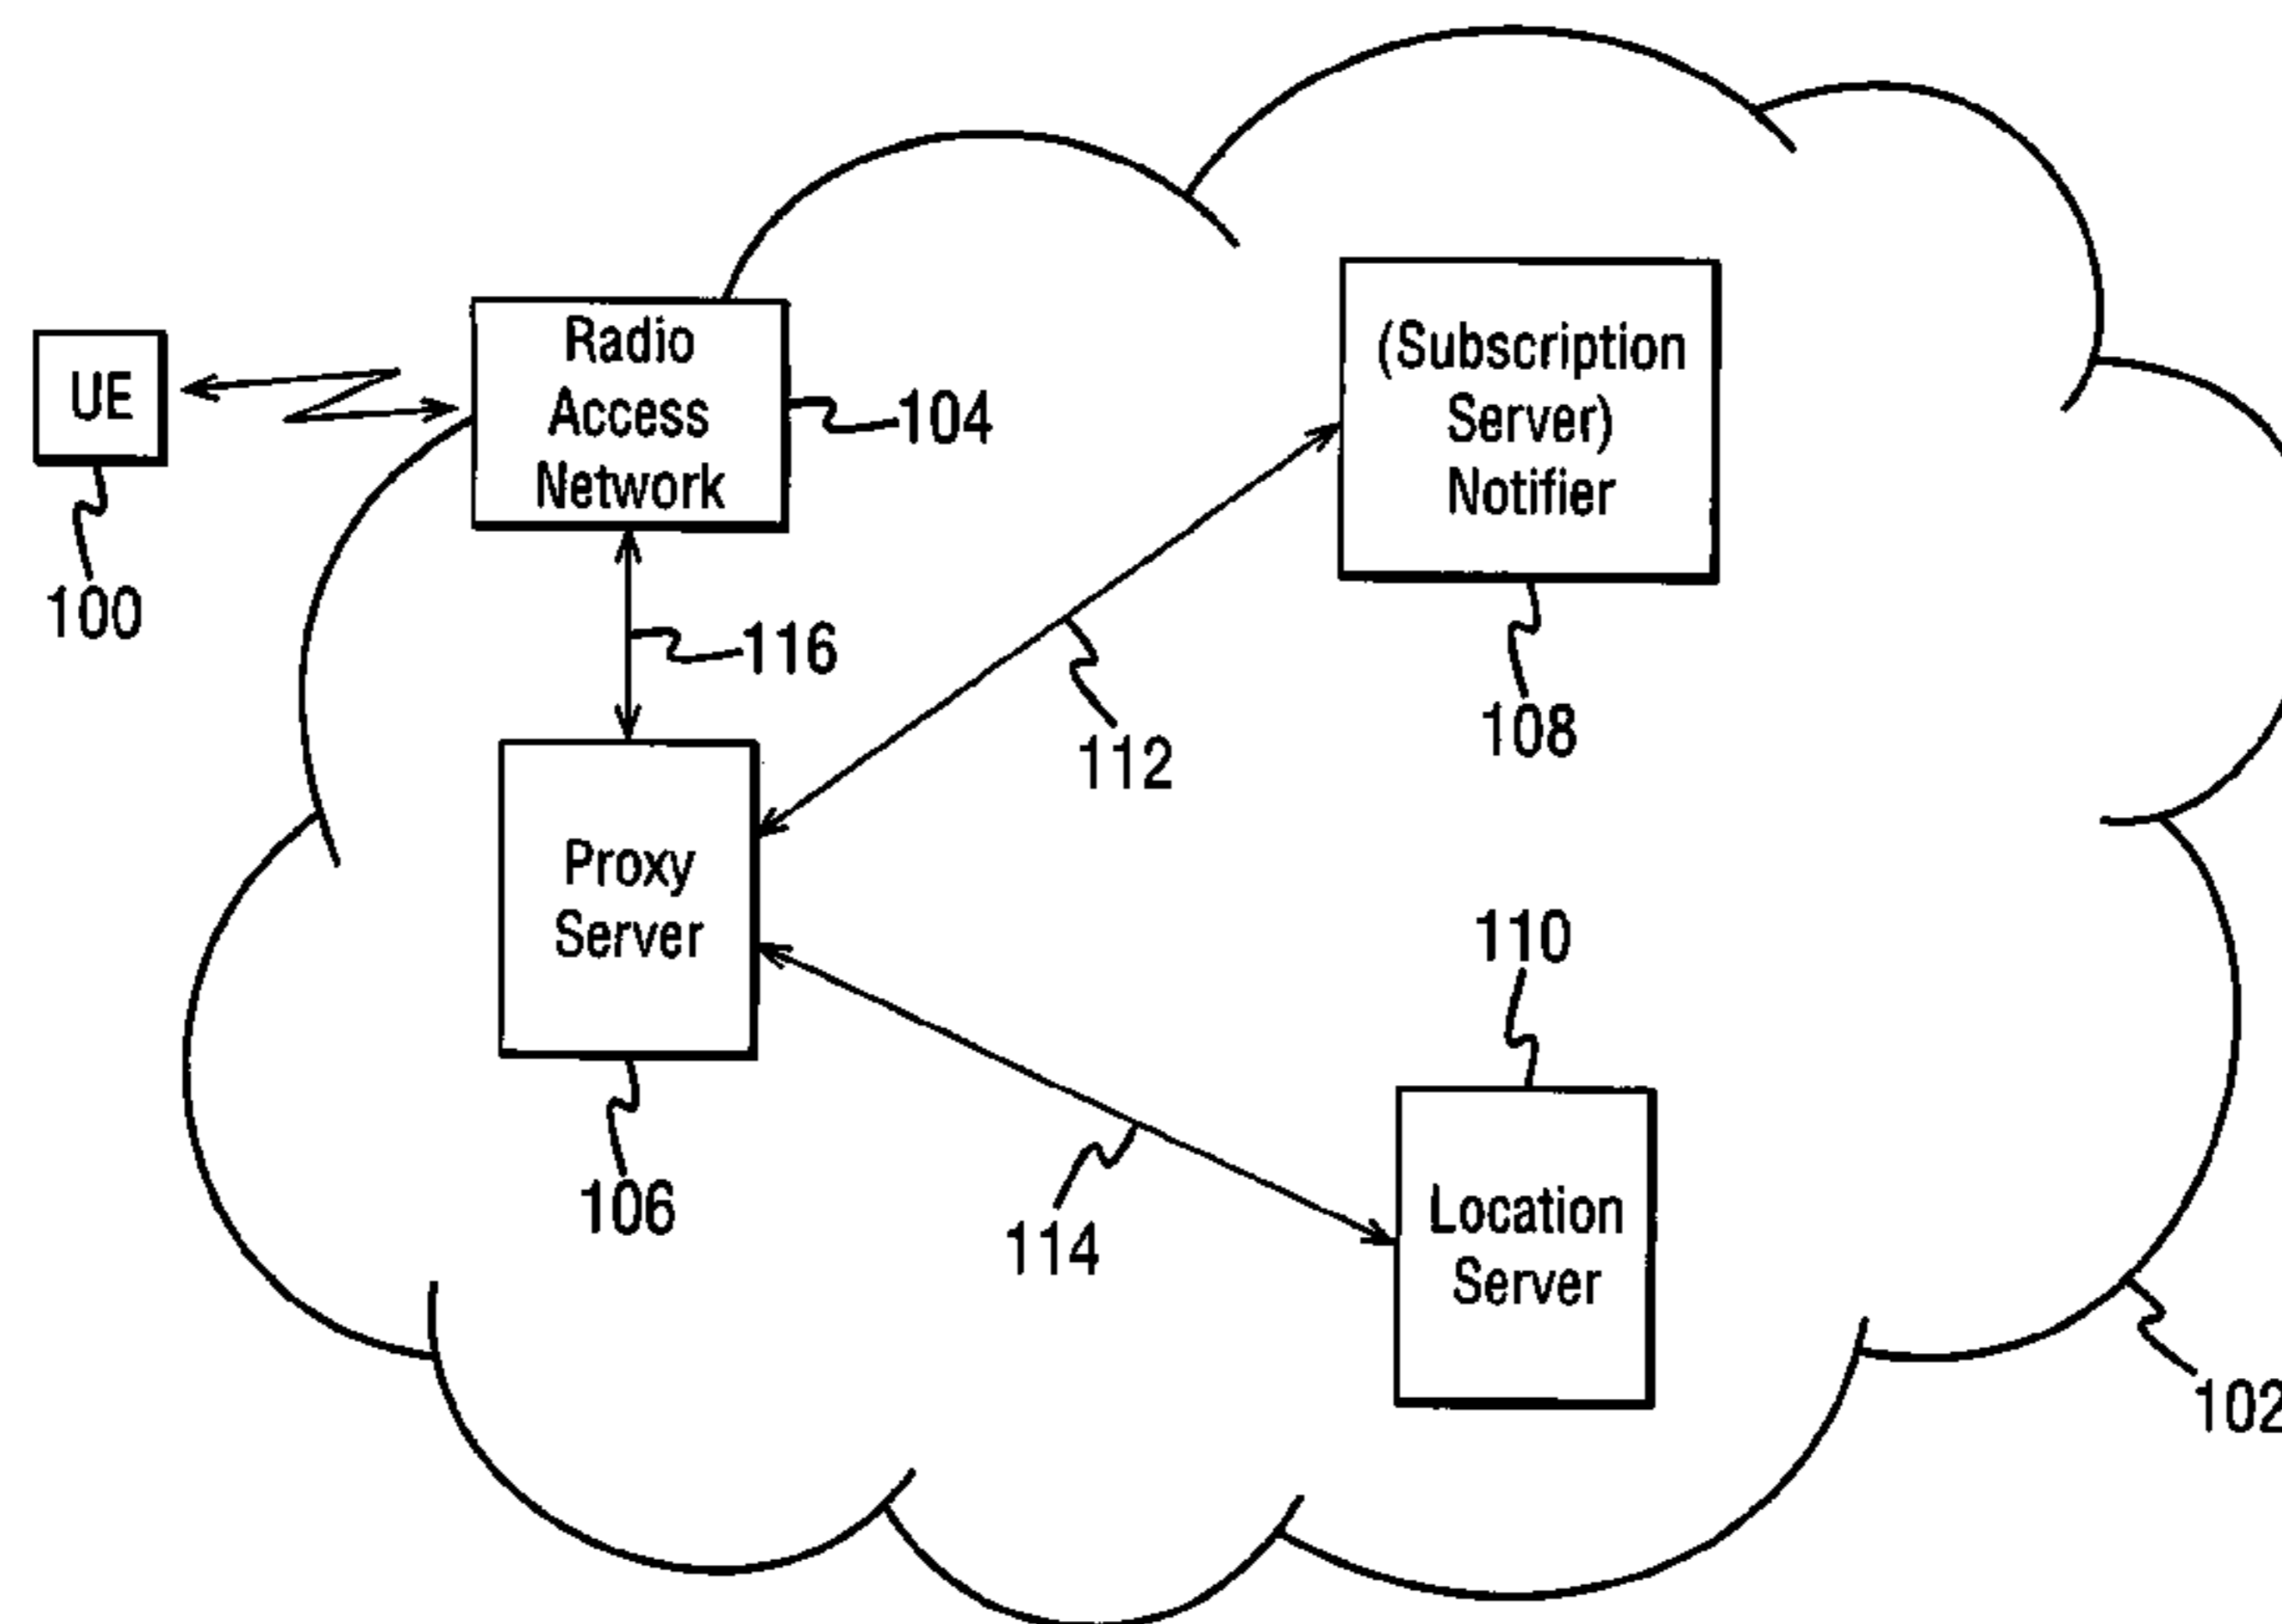 UE
100
Radio
Access
Network
104
116
(Subscription
Server)
Notifier
108
112
Proxy
Server
106
114
110
Location
Server
102